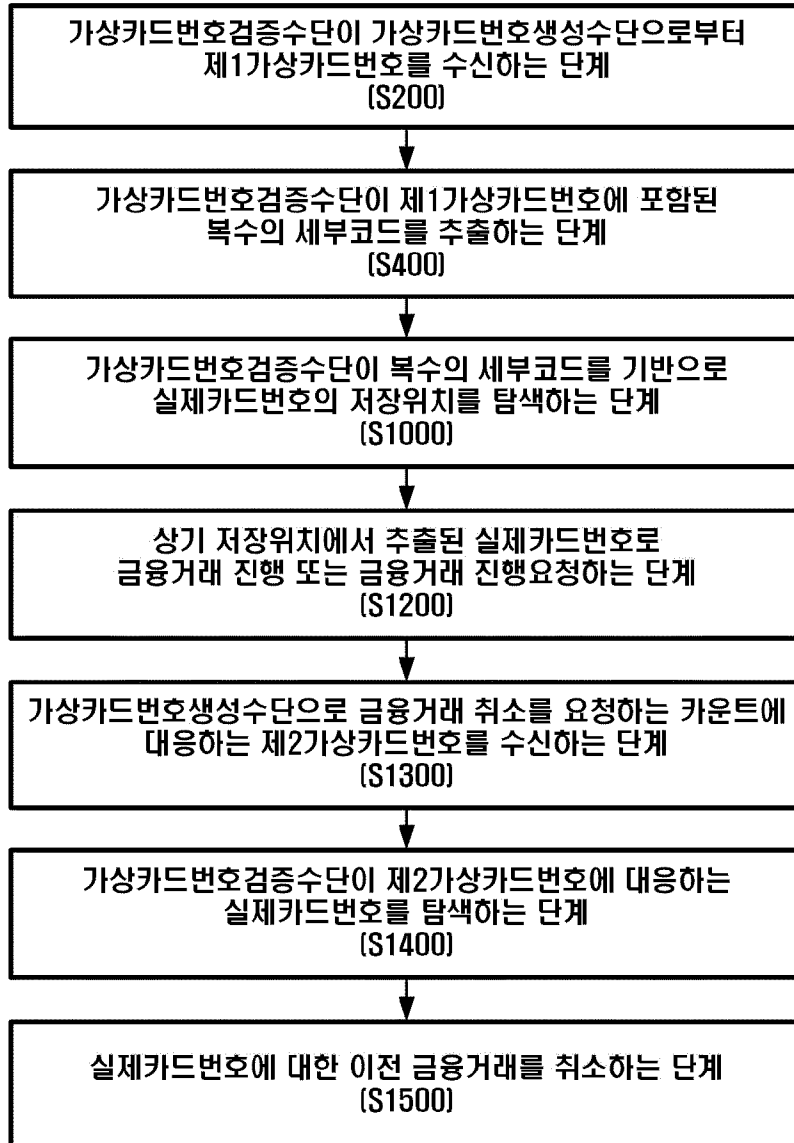 가상카드번호검증수단이 가상카드번호생성수단으로부터
제1가상카드번호를 수신하는 단계
(S200)
가상카드번호검증수단이 제1가상카드번호에 포함된
복수의 세부코드를 추출하는 단계
(S400)
가상카드번호검증수단이 복수의 세부코드를 기반으로
실제카드번호의 저장위치를 탐색하는 단계
(S1000)
상기 저장위치에서 추출된 실제카드번호로
금융거래 진행 또는 금융거래 진행요청하는 단계
(S1200)
가상카드번호생성수단으로 금융거래 취소를 요청하는 카운트에
대응하는 제2가상카드번호를 수신하는 단계
(S1300)
가상카드번호검증수단이 제2가상카드번호에 대응하는
실제카드번호를 탐색하는 단계
(S1400)
실제카드번호에 대한 이전 금융거래를 취소하는 단계
(S1500)